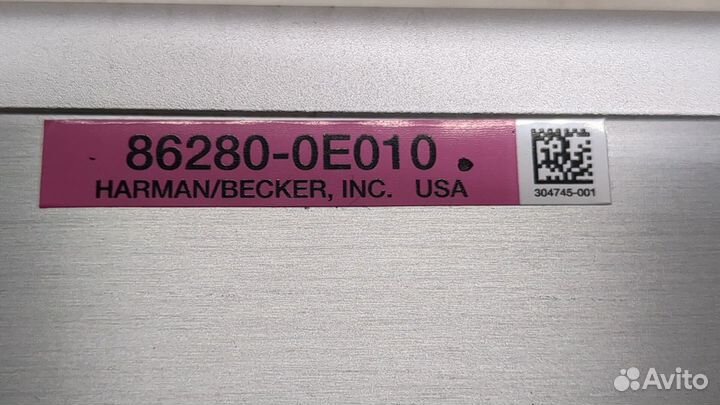 86280-0E010
HARMAN/BECKER, INC. USA
304745-001
Avito